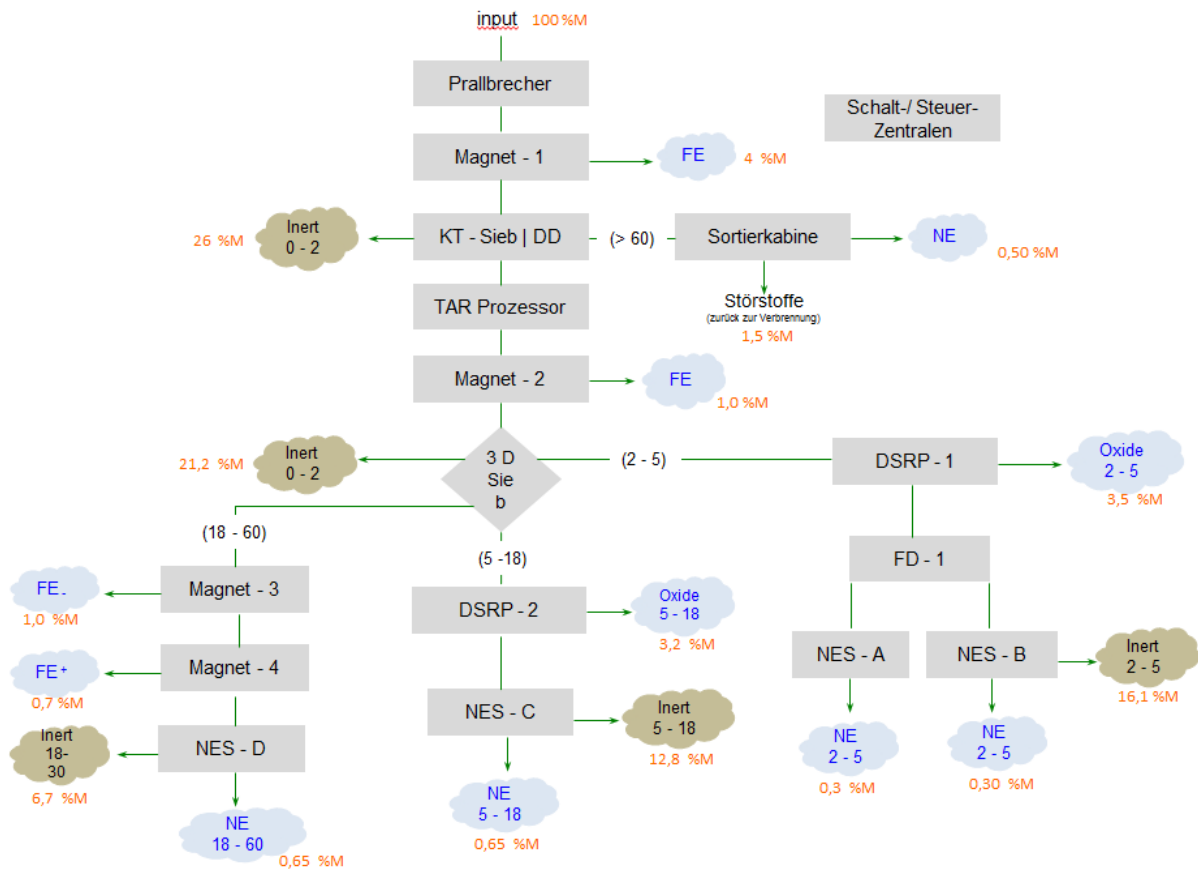 input 100 %M
Prallbrecher
Schalt-/ Steuer-
Zentralen
Magnet - 1
FE
4 %M
Inert
0 - 2
26 %M
KT - Sieb | DD
(> 60)
Sortierkabine
NE
0,50 %M
Störstoffe
(zurück zur Verbrennung)
1,5 %M
TAR Prozessor
Magnet - 2
FE
1,0 %M
21,2 %M
Inert
0 - 2
3 D
Sie
b
(2 - 5)
DSRP - 1
Oxide
2 - 5
3,5 %M
(18 - 60)
(5 -18)
FD - 1
FE -
1,0 %M
Magnet - 3
DSRP - 2
Oxide
5 - 18
3,2 %M
NES - A
NES - B
Inert
2 - 5
16,1 %M
FE +
0,7 %M
Magnet - 4
NES - C
Inert
5 - 18
12,8 %M
NE
2 - 5
0,3 %M
NE
2 - 5
0,30 %M
Inert
18-
30
6,7 %M
NES - D
NE
5 - 18
0,65 %M
NE
18 - 60
0,65 %M